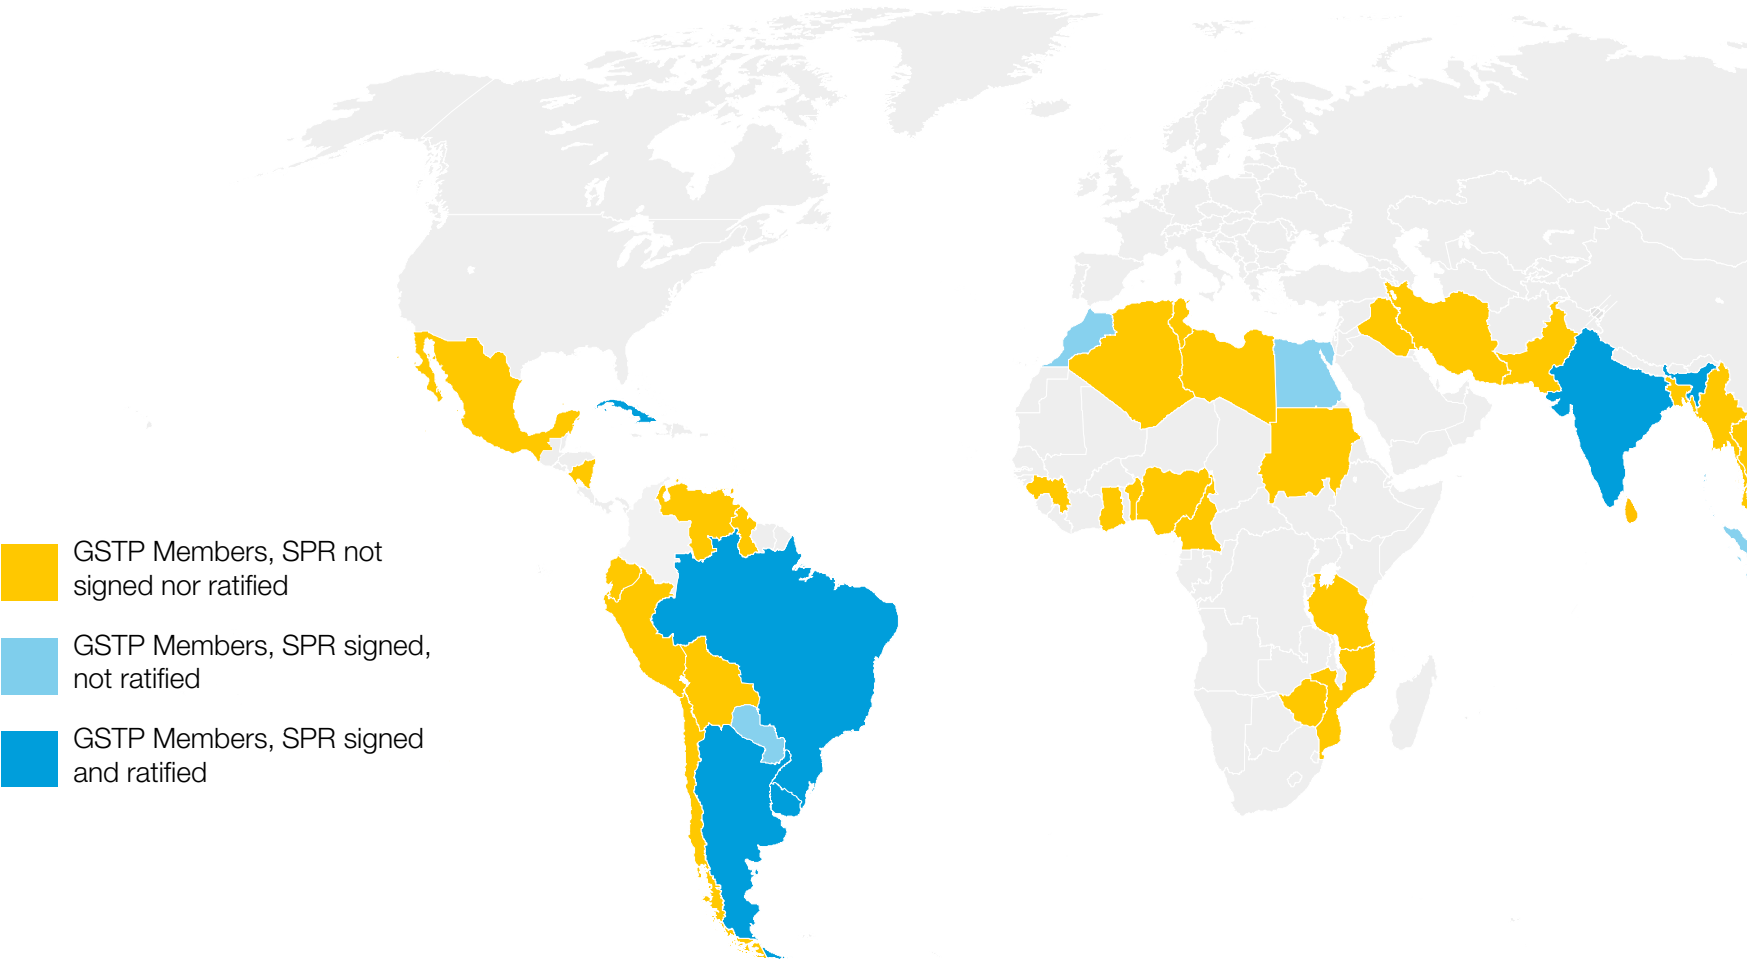 GSTP Members, SPR not
signed nor ratified
GSTP Members, SPR signed,
not ratified
GSTP Members, SPR signed
and ratified